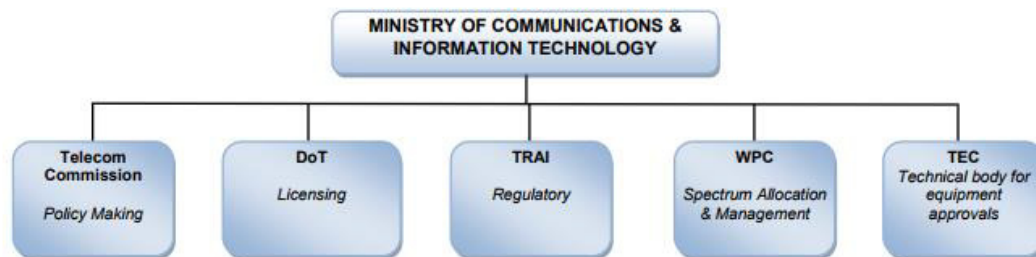 MINISTRY OF COMMUNICATIONS &
INFORMATION TECHNOLOGY
Telecom
Commission
Policy Making
DoT
Licensing
TRAI
Regulatory
WPC
Spectrum Allocation
& Management
TEC
Technical body for
equipment
approvals